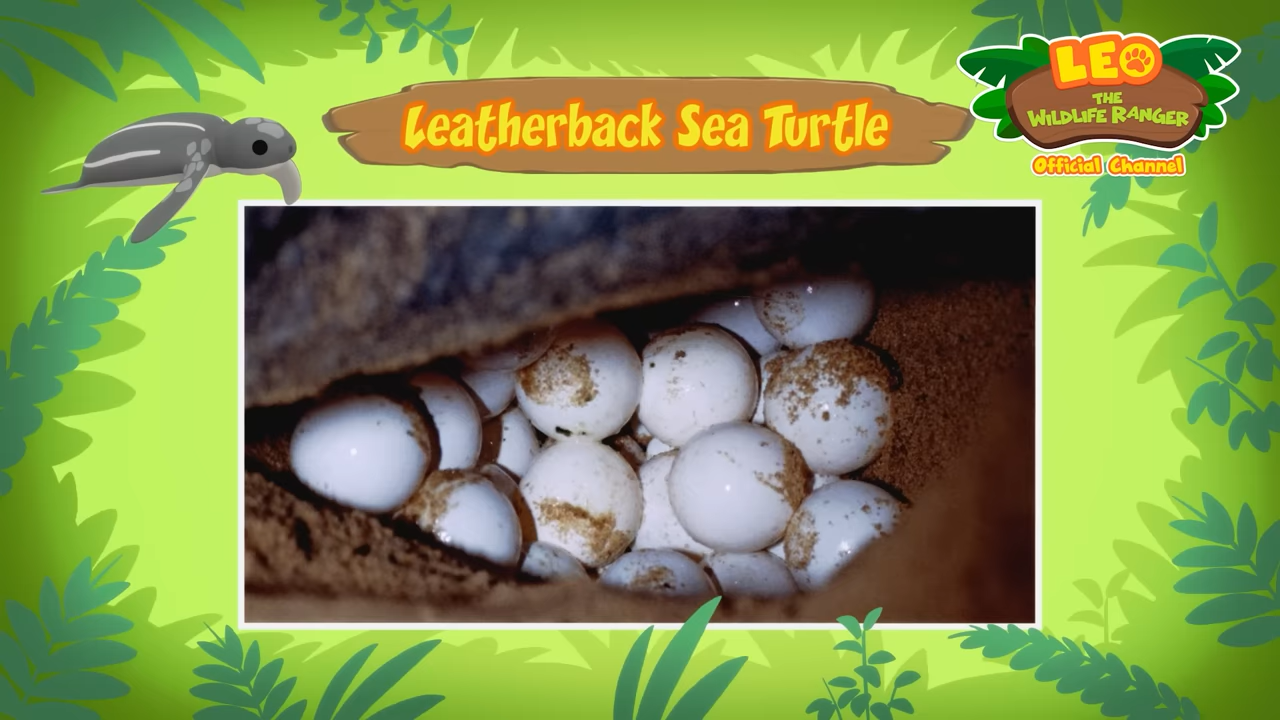 Leatherback Sea Turtle
LEO
THE
WILDLIFE RANGER
Official Channel